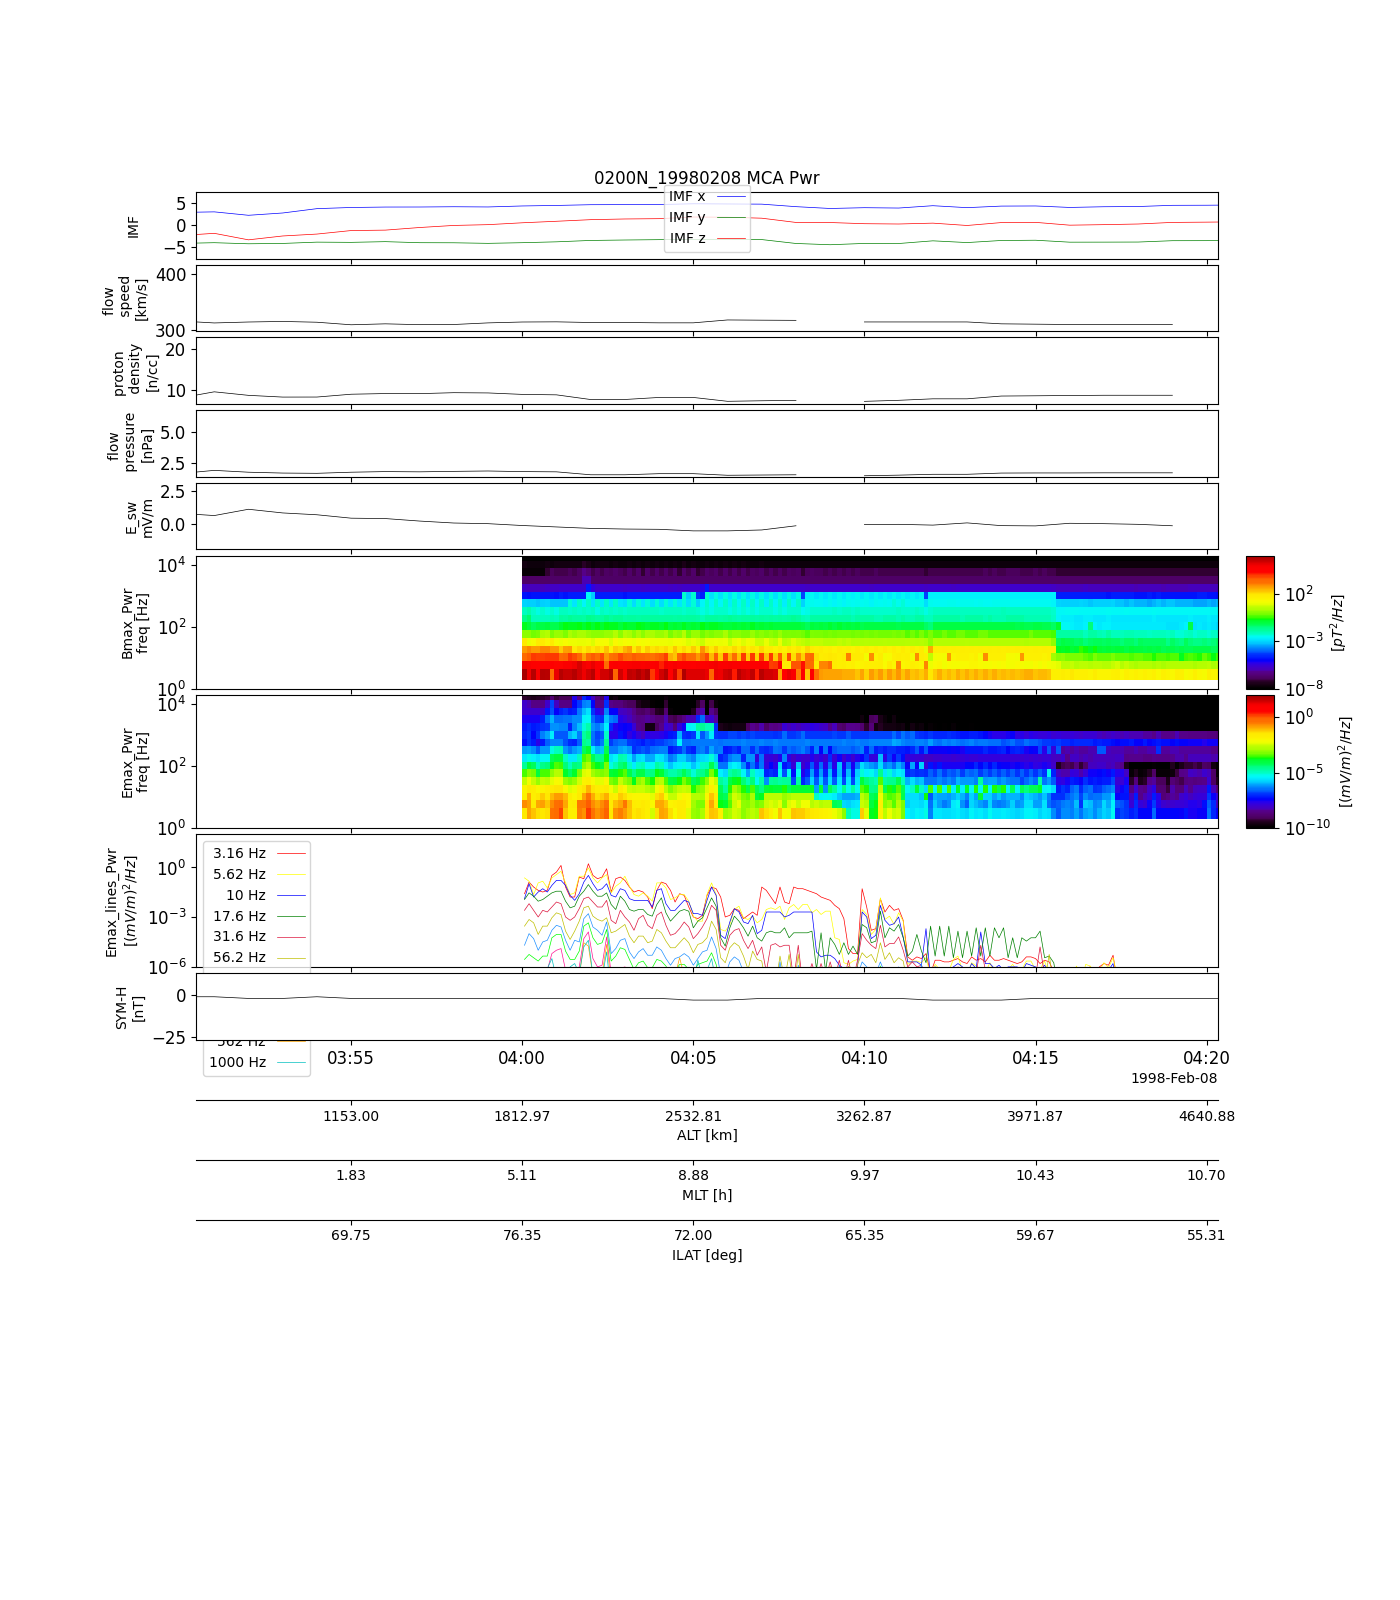 0200N_19980208 MCA Pwr
IMF
5
0
−5
IMF x
IMF y
IMF z
flow
speed
[km/s]
400
300
proton
density
[n/cc]
20
10
flow
pressure
[nPa]
5.0
2.5
E_sw
mV/m
2.5
0.0
Bmax_Pwr
freq [Hz]
10^4
10^2
10^0
10^2
10^−3
10^−8
[pT^2/Hz]
Emax_Pwr
freq [Hz]
10^4
10^2
10^0
10^0
10^−5
10^−10
[(mV/m)^2/Hz]
Emax_lines_Pwr
[(mV/m)^2/Hz]
10^0
10^−3
10^−6
3.16 Hz
5.62 Hz
10 Hz
17.6 Hz
31.6 Hz
56.2 Hz
SYM-H
[nT]
0
−25
562 Hz
1000 Hz
03:55 04:00 04:05 04:10 04:15 04:20
1998-Feb-08
1153.00 1812.97 2532.81 3262.87 3971.87 4640.88
ALT [km]
1.83 5.11 8.88 9.97 10.43 10.70
MLT [h]
69.75 76.35 72.00 65.35 59.67 55.31
ILAT [deg]